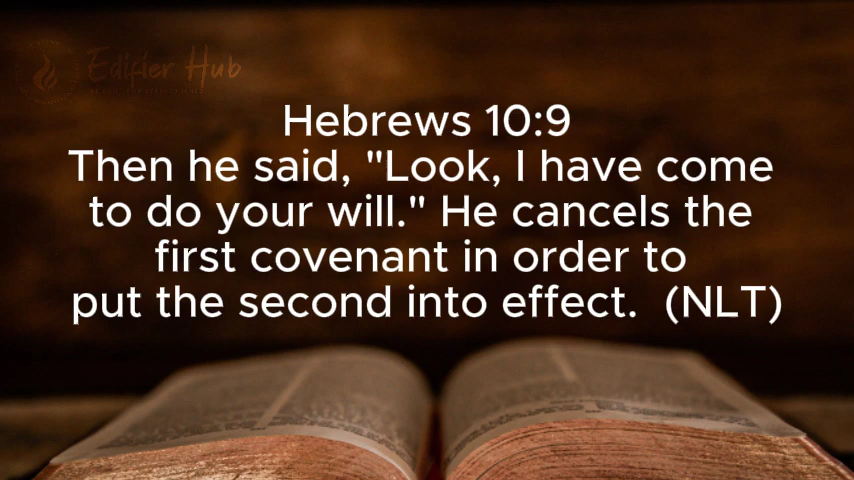 Edifier Hub
Hebrews 10:9
Then he said, "Look, I have come
to do your will." He cancels the
first covenant in order to
put the second into effect.  (NLT)